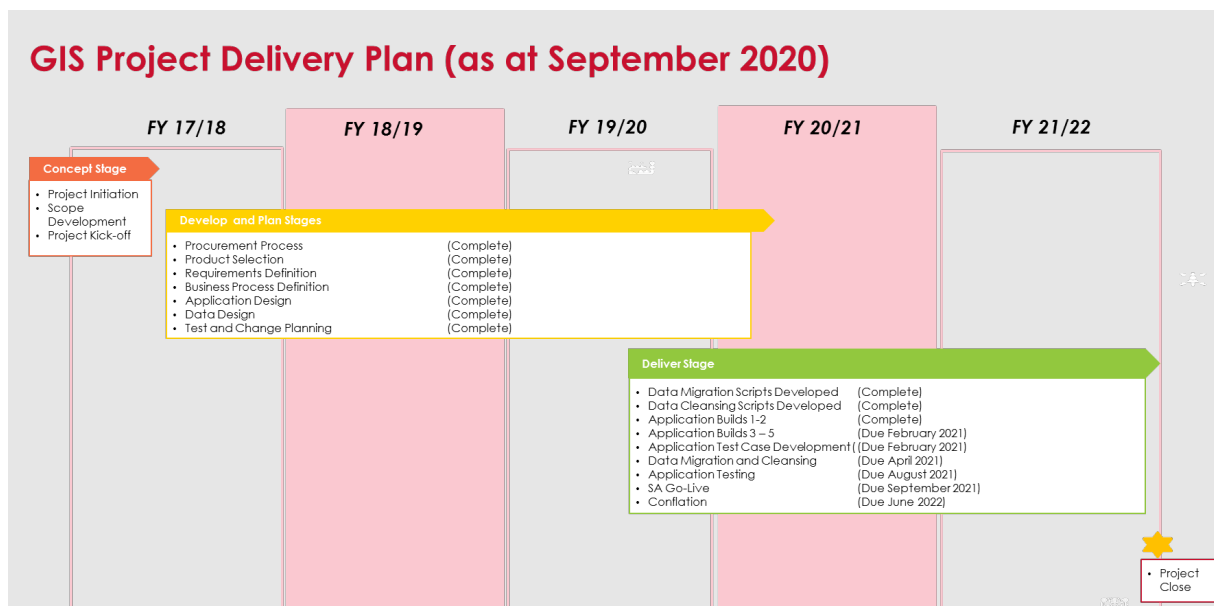 GIS Project Delivery Plan (as at September 2020)
FY 17/18
FY 18/19
FY 19/20
FY 20/21
FY 21/22
Concept Stage
• Project Initiation
• Scope
Development
• Project Kick-off
Develop and Plan Stages
• Procurement Process (Complete)
• Product Selection (Complete)
• Requirements Definition (Complete)
• Business Process Definition (Complete)
• Application Design (Complete)
• Data Design (Complete)
• Test and Change Planning (Complete)
Deliver Stage
• Data Migration Scripts Developed (Complete)
• Data Cleansing Scripts Developed (Complete)
• Application Builds 1-2 (Complete)
• Application Builds 3 – 5 (Due February 2021)
• Application Test Case Development ((Due February 2021)
• Data Migration and Cleansing (Due April 2021)
• Application Testing (Due August 2021)
• SA Go-Live (Due September 2021)
• Conflation (Due June 2022)
• Project
Close